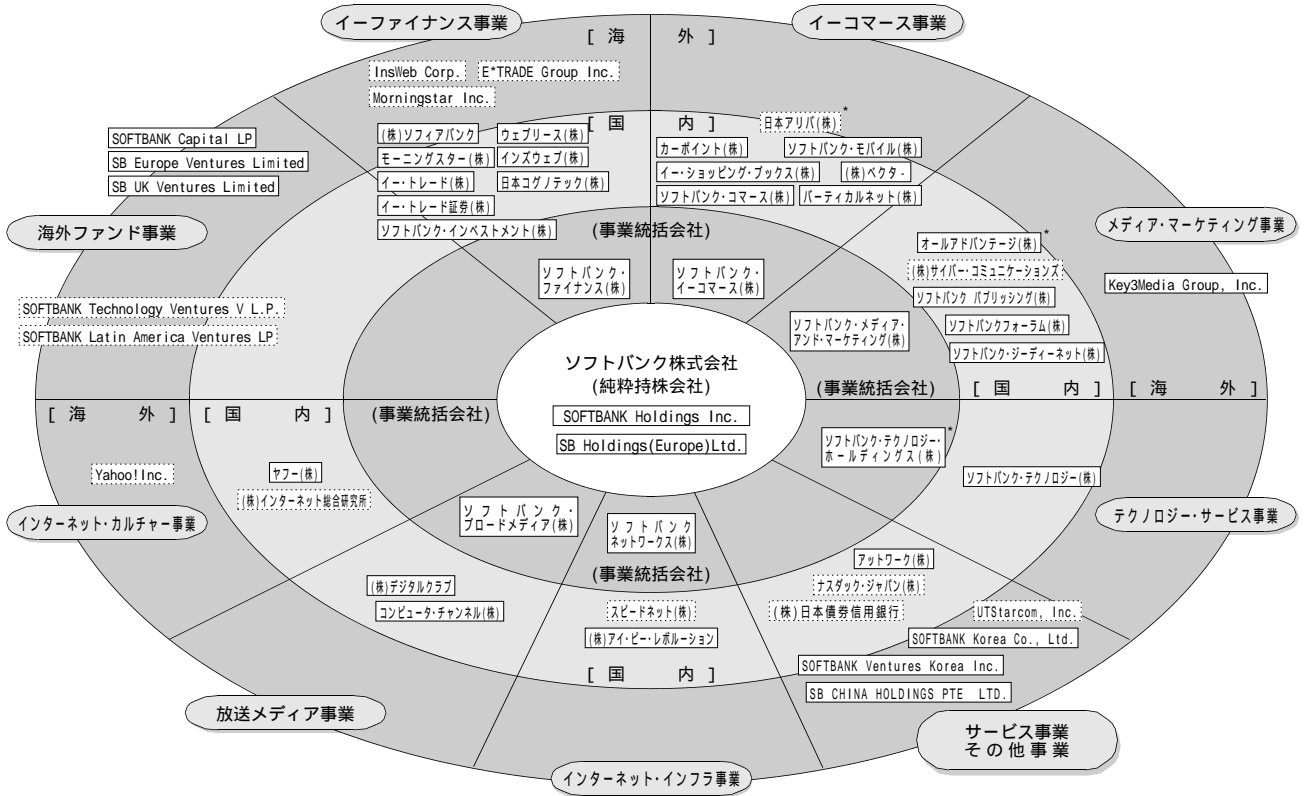 イーファイナンス事業
イーコマース事業
[ 海 外 ]
InsWeb Corp.
E*TRADE Group Inc.
Morningstar Inc.
[ 国 内 ]
日本アリバ(株)*
SOFTBANK Capital LP
SB Europe Ventures Limited
SB UK Ventures Limited
(株)ソフィアバンク
ウェブリース(株)
モーニングスター(株)
インズウェブ(株)
イー・トレード(株)
日本コグノテック(株)
イー・トレード証券(株)
ソフトバンク・インベストメント(株)
カーポイント(株)
ソフトバンク・モバイル(株)
イー・ショッピング・ブックス(株)
(株)ベクター
ソフトバンク・コマース(株)
バーティカルネット(株)
海外ファンド事業
(事業統括会社)
メディア・マーケティング事業
オールアドバンテージ(株)*
(株)サイバー・コミュニケーションズ
ソフトバンク パブリッシング(株)
ソフトバンクフォーラム(株)
ソフトバンク・ジーディーネット(株)
Key3Media Group, Inc.
ソフトバンク・
ファイナンス(株)
ソフトバンク・
イーコマース(株)
SOFTBANK Technology Ventures V L.P.
SOFTBANK Latin America Ventures LP
ソフトバンク・メディア・
アンド・マーケティング(株)
ソフトバンク株式会社
(純粋持株会社)
SOFTBANK Holdings Inc.
SB Holdings(Europe)Ltd.
(事業統括会社)
[ 国 内 ]
[ 海 外 ]
[ 海 外 ]
[ 国 内 ]
(事業統括会社)
ソフトバンク・テクノロジー・*
ホールディングス(株)
ソフトバンク・テクノロジー(株)
Yahoo!Inc.
ヤフー(株)
(株)インターネット総合研究所
インターネット・カルチャー事業
テクノロジー・サービス事業
ソフトバンク・
ブロードメディア(株)
ソフトバンク
ネットワークス(株)
(事業統括会社)
(株)デジタルクラブ
コンピュータ・チャンネル(株)
スピードネット(株)
(株)アイ・ピー・レボルーション
[ 国 内 ]
アットワーク(株)
ナスダック・ジャパン(株)
(株)日本債券信用銀行
UTStarcom, Inc.
SOFTBANK Korea Co., Ltd.
SOFTBANK Ventures Korea Inc.
SB CHINA HOLDINGS PTE LTD.
放送メディア事業
サービス事業
その他事業
インターネット・インフラ事業